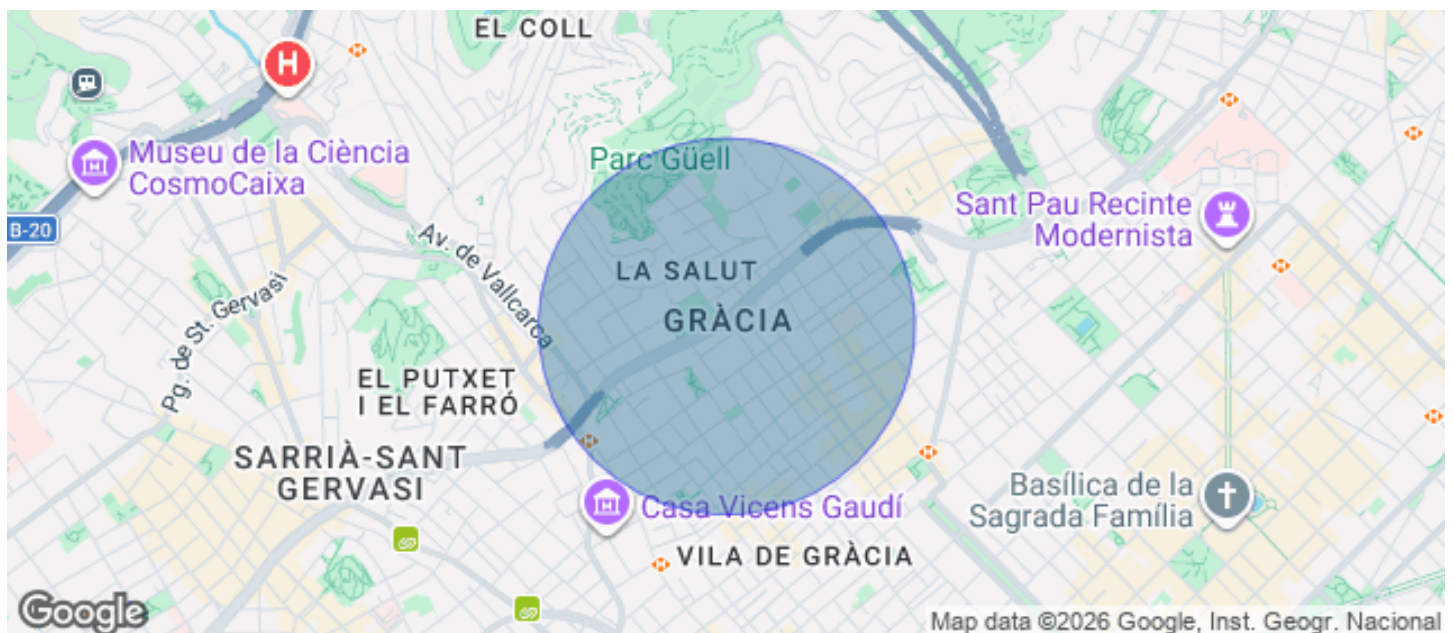 EL COLL
H
Museu de la Ciència
CosmoCaixa
Parc Güell
B-20
Av. de Vallcarca
Sant Pau Recinte
Modernista
LA SALUT
GRÀCIA
Pg. de St. Gervasi
EL PUTXET
I EL FARRÓ
SARRIÀ-SANT
GERVASI
Casa Vicens Gaudí
Basílica de la
Sagrada Família
VILA DE GRÀCIA
Google
Map data ©2026 Google, Inst. Geogr. Nacional